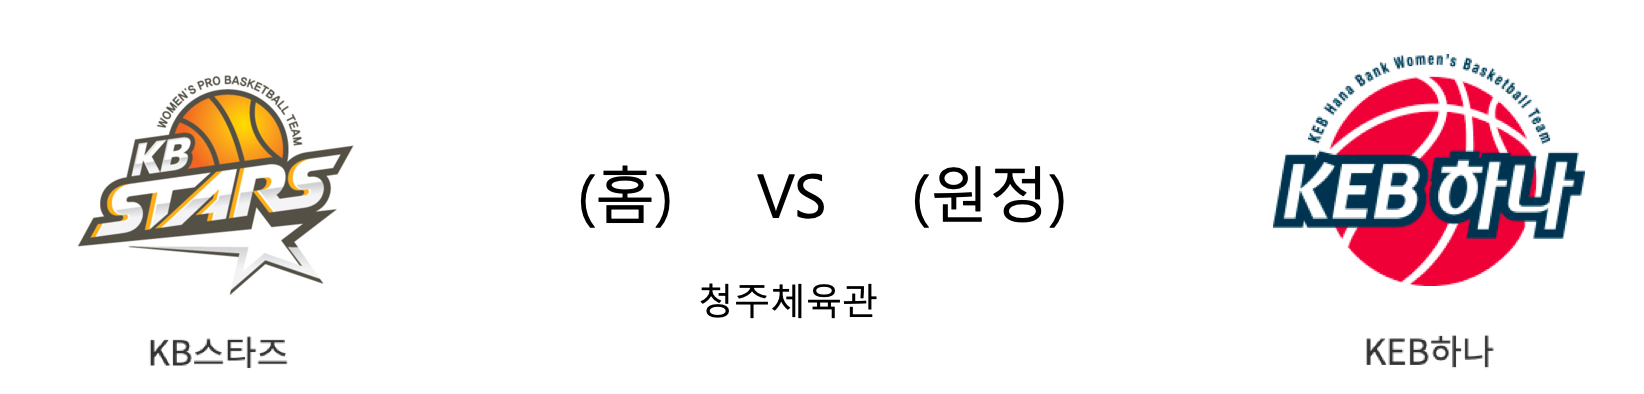 WOMEN'S PRO BASKETBALL TEAM
KB
STARS
KB스타즈
(홈) VS (원정)
청주체육관
KEB Hana Bank Women's Basketball Team
KEB 하나
KEB하나